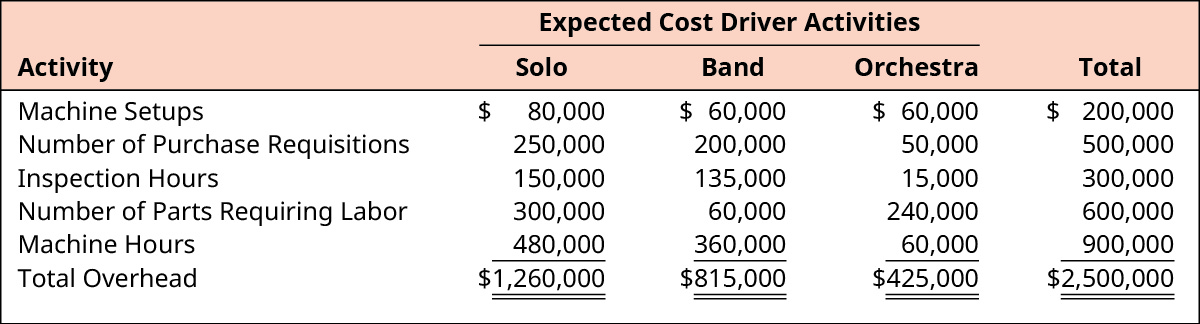 Expected Cost Driver Activities
Activity Solo Band Orchestra Total
Machine Setups $ 80,000 $ 60,000 $ 60,000 $ 200,000
Number of Purchase Requisitions 250,000 200,000 50,000 500,000
Inspection Hours 150,000 135,000 15,000 300,000
Number of Parts Requiring Labor 300,000 60,000 240,000 600,000
Machine Hours 480,000 360,000 60,000 900,000
Total Overhead $1,260,000 $815,000 $425,000 $2,500,000